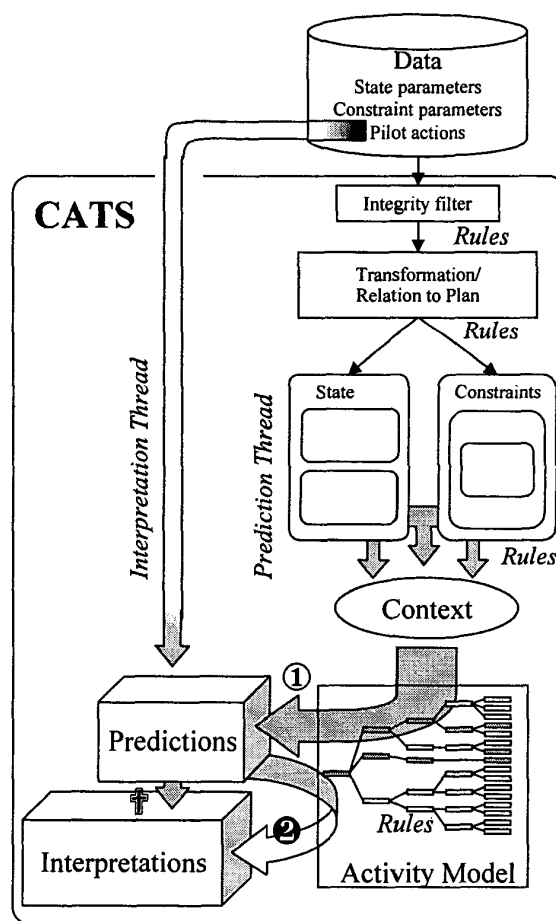 Data
State parameters
Constraint parameters
Pilot actions
CATS
Integrity filter
Rules
Transformation/
Relation to Plan
Rules
Interpretation Thread
Prediction Thread
State
Constraints
Rules
Context
①
Predictions
❷
Interpretations
Rules
Activity Model